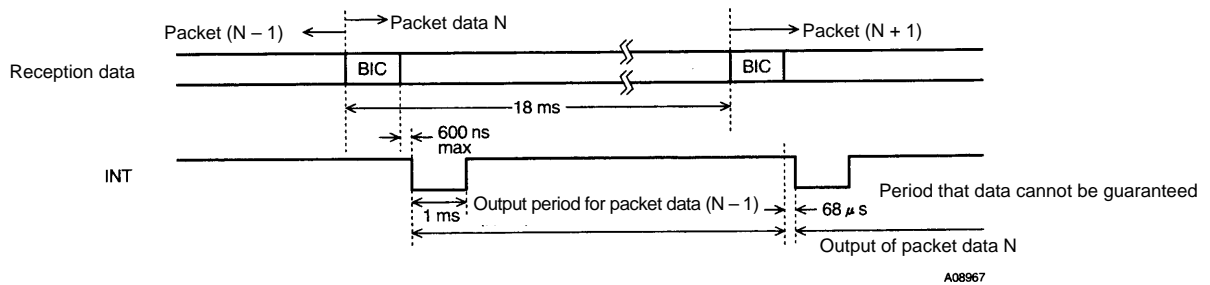 Packet (N – 1)
Packet data N
Packet (N + 1)
Reception data
BIC
BIC
18 ms
600 ns
max
INT
1 ms
Output period for packet data (N – 1)
68 μs
Period that data cannot be guaranteed
Output of packet data N
A08967